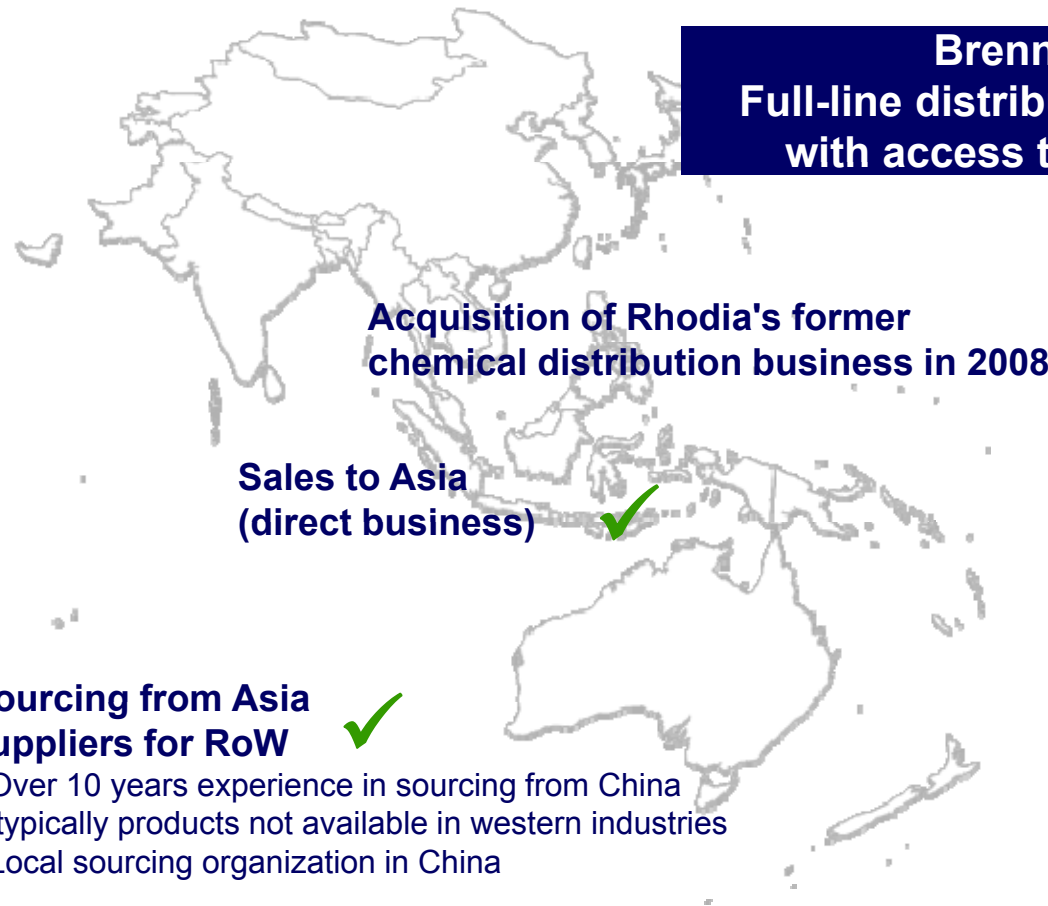 Brenn
Full-line distrib
with access t
Acquisition of Rhodia's former
chemical distribution business in 2008
Sales to Asia
(direct business)
ourcing from Asia
uppliers for RoW
Over 10 years experience in sourcing from China
typically products not available in western industries
Local sourcing organization in China